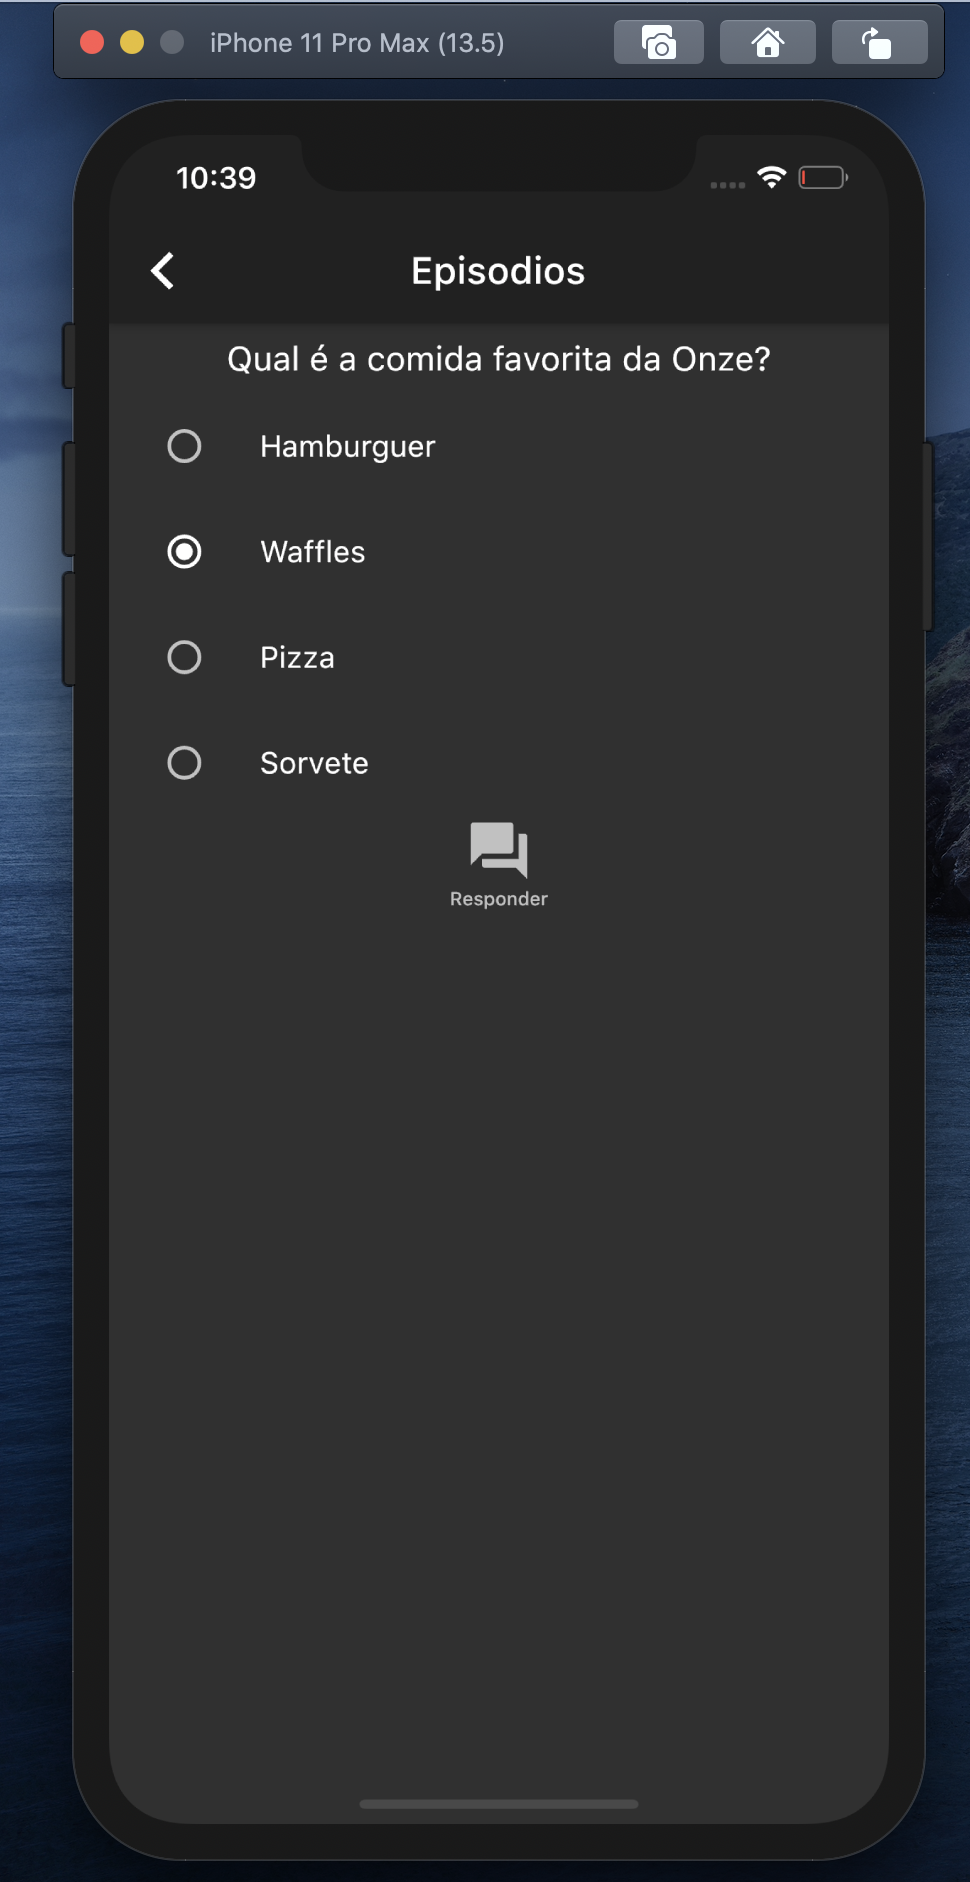 iPhone 11 Pro Max (13.5)
10:39
Episodios
Qual é a comida favorita da Onze?
Hamburguer
Waffles
Pizza
Sorvete
Responder